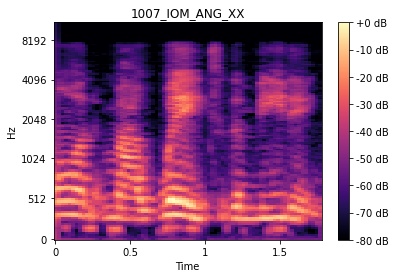 1007_IOM_ANG_XX
8192
4096
2048
1024
512
0
Hz
0
0.5
1
1.5
Time
+0 dB
-10 dB
-20 dB
-30 dB
-40 dB
-50 dB
-60 dB
-70 dB
-80 dB